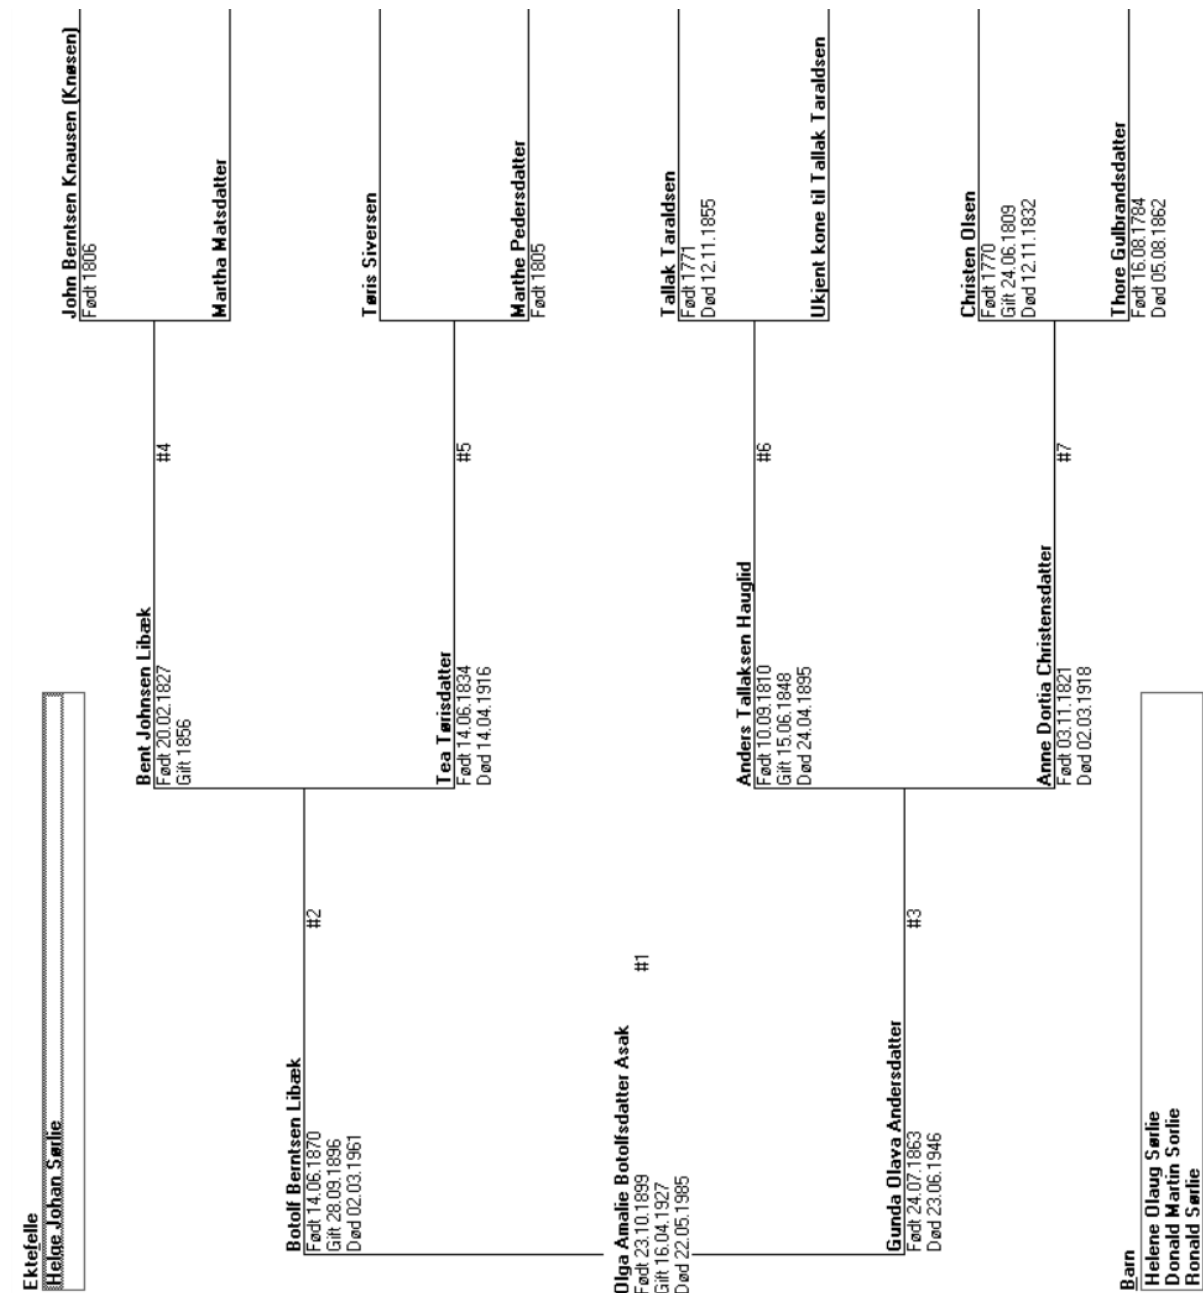 Ektefelle
Helge Johan Sørlie
Olga Amalie Botolfsdatter Asak
Født 23.10.1899
Gift 16.04.1927
Død 22.05.1985
#1
Botolf Berntsen Libæk
Født 14.06.1870
Gift 28.09.1896
Død 02.03.1961
#2
Gunda Olava Andersdatter
Født 24.07.1863
Død 23.06.1946
#3
Bent Johnsen Libæk
Født 20.02.1827
Gift 1856
#4
Tea Tørisdatter
Født 14.06.1834
Død 14.04.1916
#5
Anders Tallaksen Hauglid
Født 10.09.1810
Gift 15.06.1848
Død 24.04.1895
#6
Anne Dortia Christensdatter
Født 03.11.1821
Død 02.03.1918
#7
John Berntsen Knausen (Knøsen)
Født 1806
Martha Matsdatter
Tøris Siversen
Marthe Pedersdatter
Født 1805
Tallak Taraldsen
Født 1771
Død 12.11.1855
Ukjent kone til Tallak Taraldsen
Christen Olsen
Født 1770
Gift 24.06.1809
Død 12.11.1832
Thore Gulbrandsdatter
Født 16.08.1784
Død 05.08.1862
Barn
Helene Olaug Sørlie
Donald Martin Sorlie
Ronald Sørlie